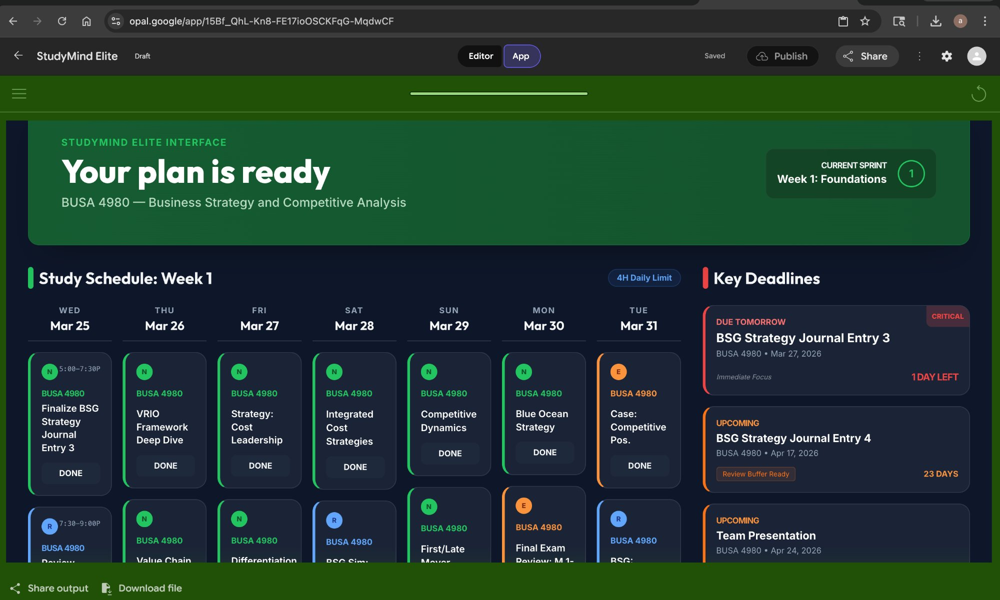 opal.google/app/15Bf_QhL-Kn8-FE17ioOSCKFqG-MqdwCF
a
StudyMind Elite
Draft
Editor
App
Saved
Publish
Share
STUDYMIND ELITE INTERFACE
Your plan is ready
BUSA 4980 — Business Strategy and Competitive Analysis
CURRENT SPRINT
Week 1: Foundations
1
Study Schedule: Week 1
4H Daily Limit
WED
Mar 25
N
5:00–7:30P
BUSA 4980
Finalize BSG
Strategy
Journal
Entry 3
DONE
R
7:30–9:00P
BUSA 4980
Review
THU
Mar 26
N
BUSA 4980
VRIO
Framework
Deep Dive
DONE
N
BUSA 4980
Value Chain
FRI
Mar 27
N
BUSA 4980
Strategy:
Cost
Leadership
DONE
N
BUSA 4980
Differentiation
SAT
Mar 28
N
BUSA 4980
Integrated
Cost
Strategies
DONE
R
BUSA 4980
BSG Sim:
SUN
Mar 29
N
BUSA 4980
Competitive
Dynamics
DONE
N
BUSA 4980
First/Late
Mover
MON
Mar 30
N
BUSA 4980
Blue Ocean
Strategy
DONE
E
BUSA 4980
Final Exam
Review: M 1-
TUE
Mar 31
E
BUSA 4980
Case:
Competitive
Pos.
DONE
R
BUSA 4980
BSG:
Key Deadlines
CRITICAL
DUE TOMORROW
BSG Strategy Journal Entry 3
BUSA 4980 • Mar 27, 2026
Immediate Focus
1 DAY LEFT
UPCOMING
BSG Strategy Journal Entry 4
BUSA 4980 • Apr 17, 2026
Review Buffer Ready
23 DAYS
UPCOMING
Team Presentation
BUSA 4980 • Apr 24, 2026
Share output
Download file